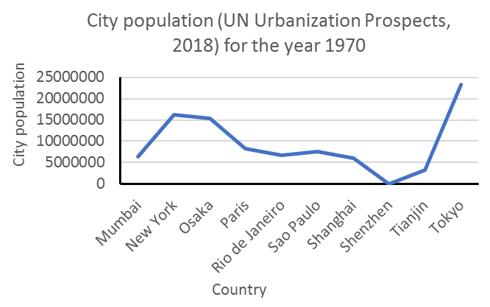 City population (UN Urbanization Prospects,
2018) for the year 1970
City population
25000000
20000000
15000000
10000000
5000000
0
Mumbai
New York
Osaka
Paris
Rio de Janeiro
Sao Paulo
Shanghai
Shenzhen
Tianjin
Tokyo
Country